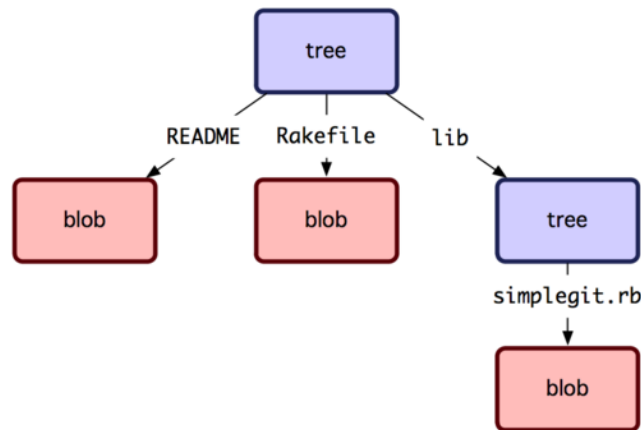 tree
README Rakefile lib
blob blob tree
simplegit.rb
blob